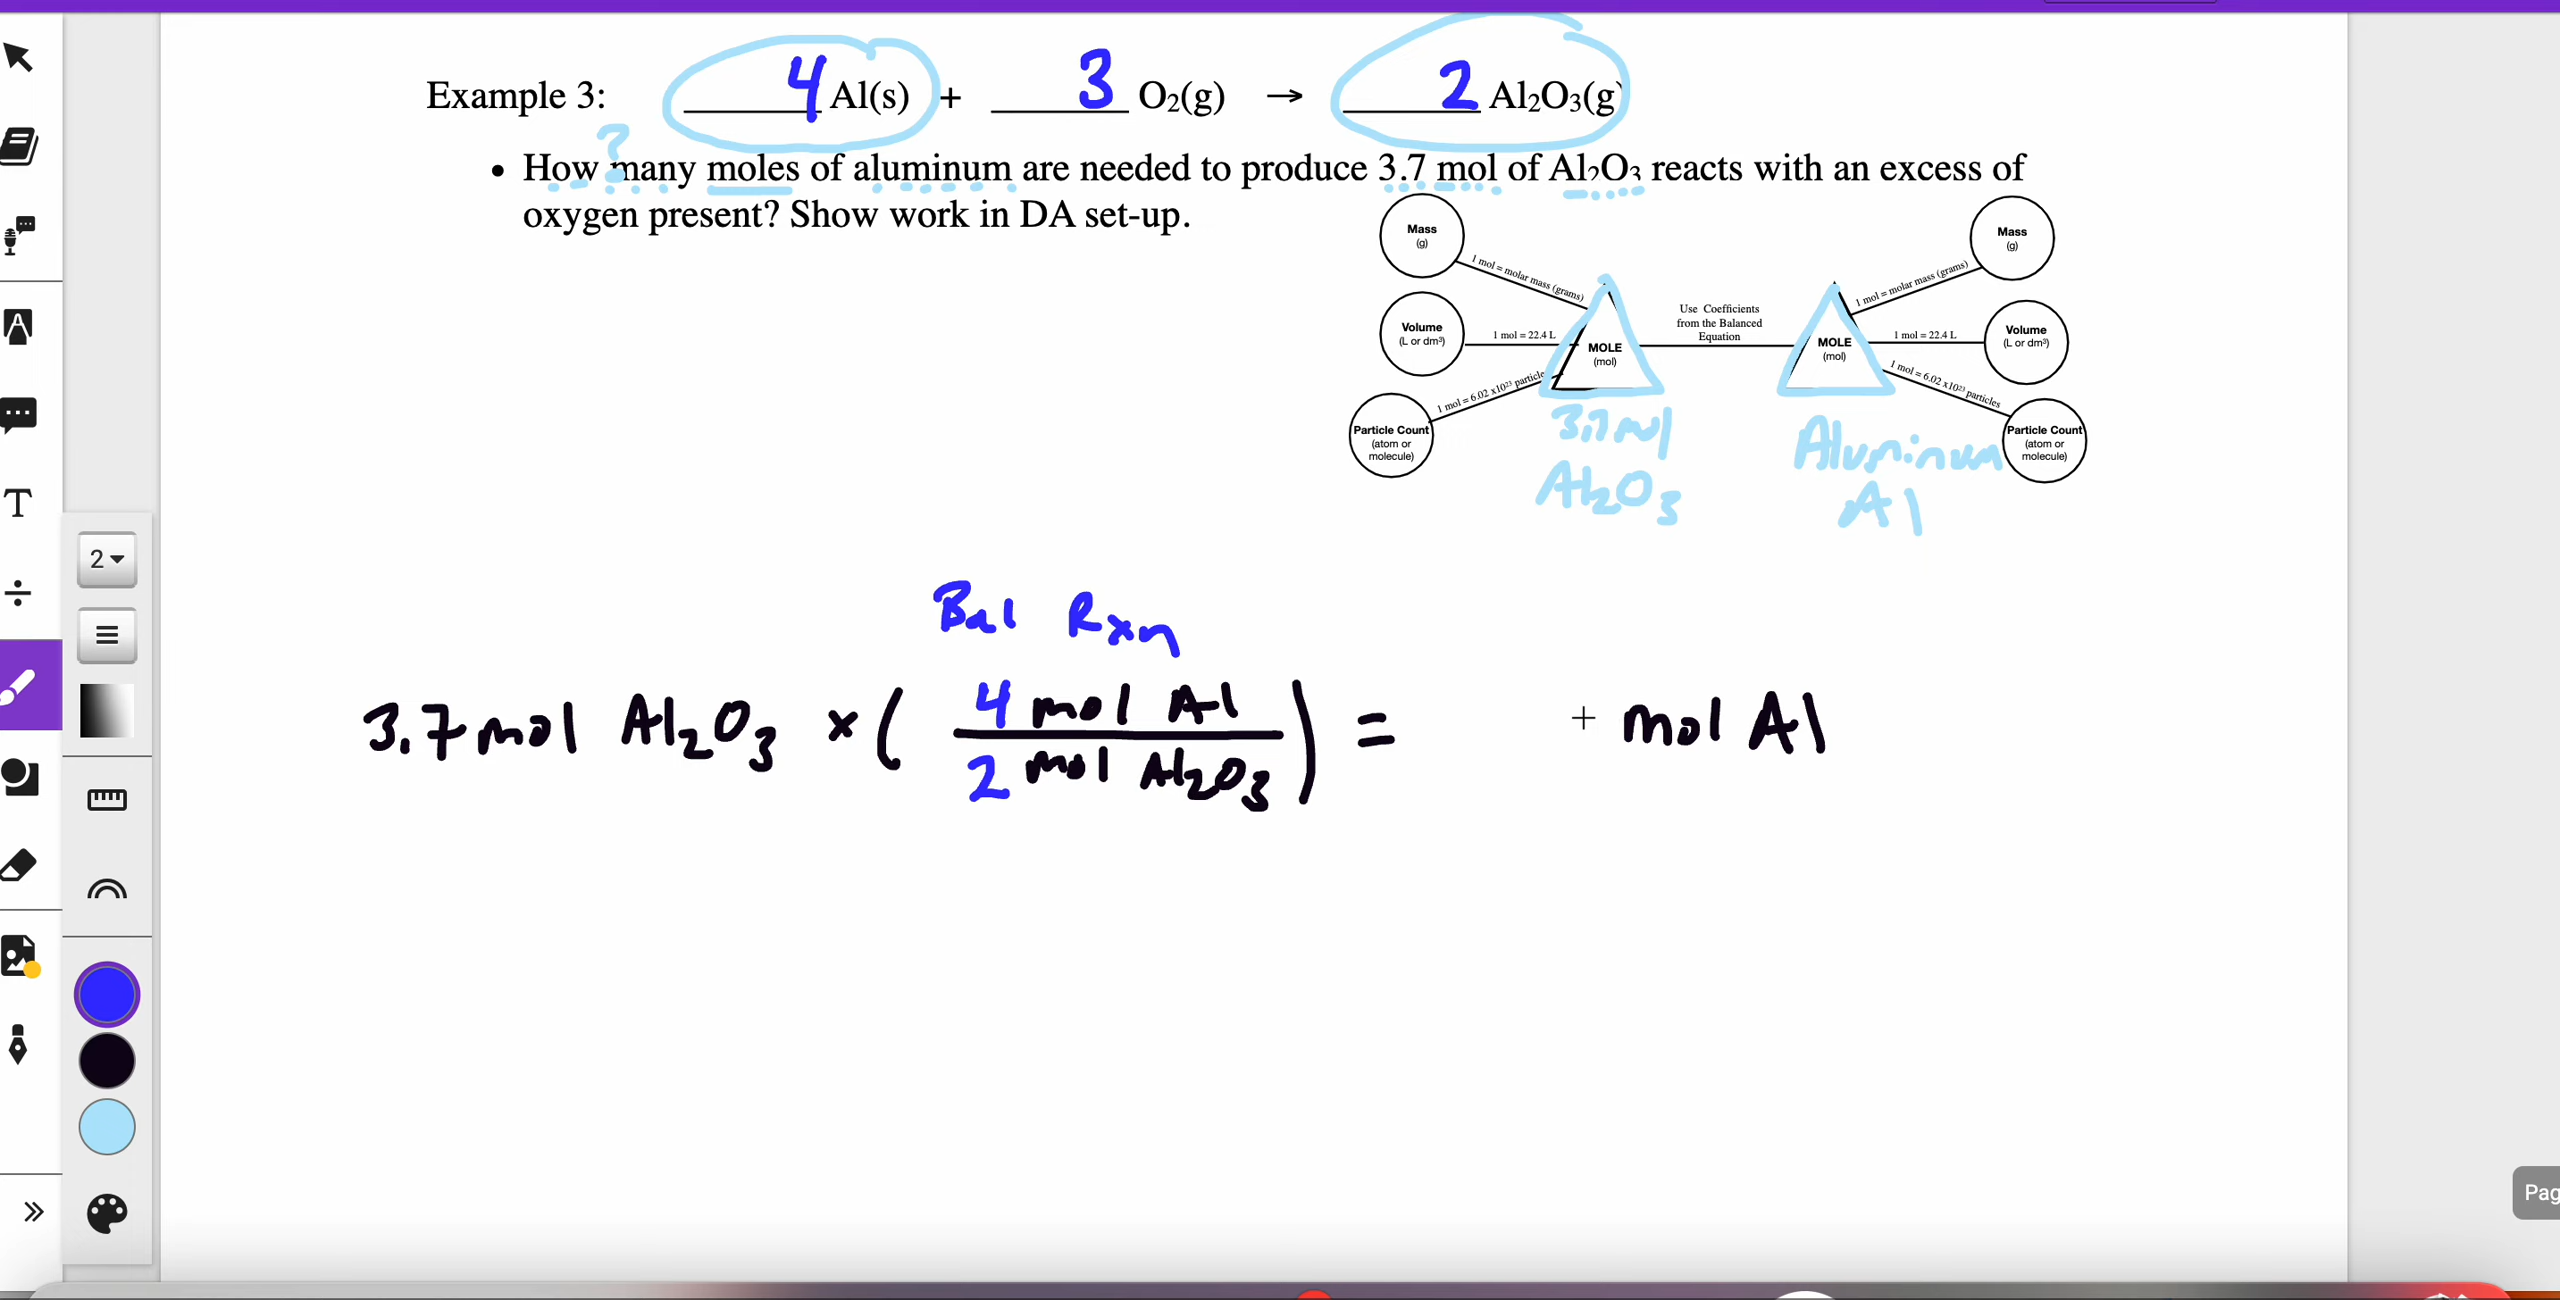 Example 3: 4 Al(s) + 3 O₂(g) → 2 Al₂O₃(g)
?
• How many moles of aluminum are needed to produce 3.7 mol of Al₂O₃ reacts with an excess of
oxygen present? Show work in DA set-up.
Mass
(g)
Mass
(g)
1 mol = molar mass (grams)
1 mol = molar mass (grams)
Use Coefficients
from the Balanced
Equation
Volume
(L or dm³)
1 mol = 22.4 L
MOLE
(mol)
MOLE
(mol)
1 mol = 22.4 L
Volume
(L or dm³)
1 mol = 6.02 x10²³ particle
1 mol = 6.02 x10²³ particles
Particle Count
(atom or
molecule)
3.7 mol
Al₂O₃
Aluminum
Al
Particle Count
(atom or
molecule)
Bal Rxn
3.7 mol Al₂O₃ × ( 4 mol Al / 2 mol Al₂O₃ ) = mol Al
T
2
Pag